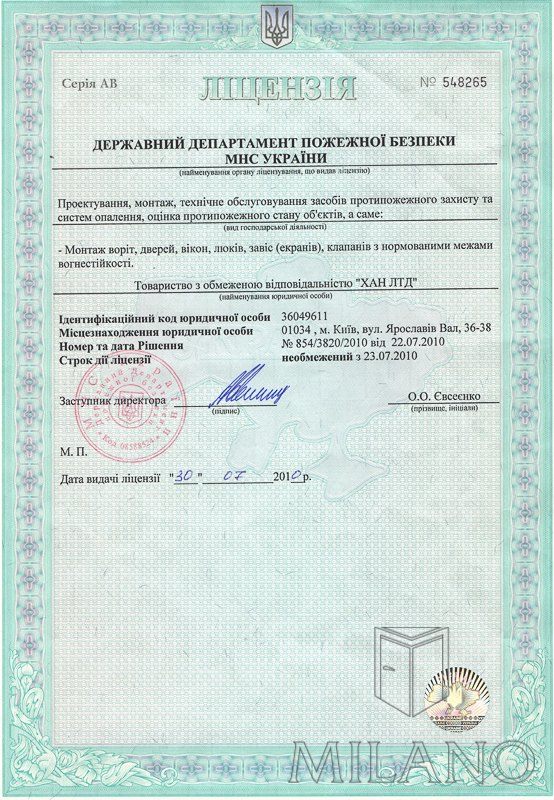 Серія АВ
ЛІЦЕНЗІЯ
№ 548265
ДЕРЖАВНИЙ ДЕПАРТАМЕНТ ПОЖЕЖНОЇ БЕЗПЕКИ
МНС УКРАЇНИ
(найменування органу ліцензування, що видав ліцензію)
Проектування, монтаж, технічне обслуговування засобів протипожежного захисту та
систем опалення, оцінка протипожежного стану об'єктів, а саме:
(вид господарської діяльності)
- Монтаж воріт, дверей, вікон, люків, завіс (екранів), клапанів з нормованими межами
вогнестійкості.
Товариство з обмеженою відповідальністю "ХАН ЛТД"
(найменування юридичної особи)
Ідентифікаційний код юридичної особи 36049611
Місцезнаходження юридичної особи 01034 , м. Київ, вул. Ярославів Вал, 36-38
Номер та дата Рішення № 854/3820/2010 від 22.07.2010
Строк дії ліцензії необмежений з 23.07.2010
Заступник директора О.О. Євсєєнко
(підпис) (прізвище, ініціали)
М. П.
Дата видачі ліцензії "30" 07 2010р.
MILANO